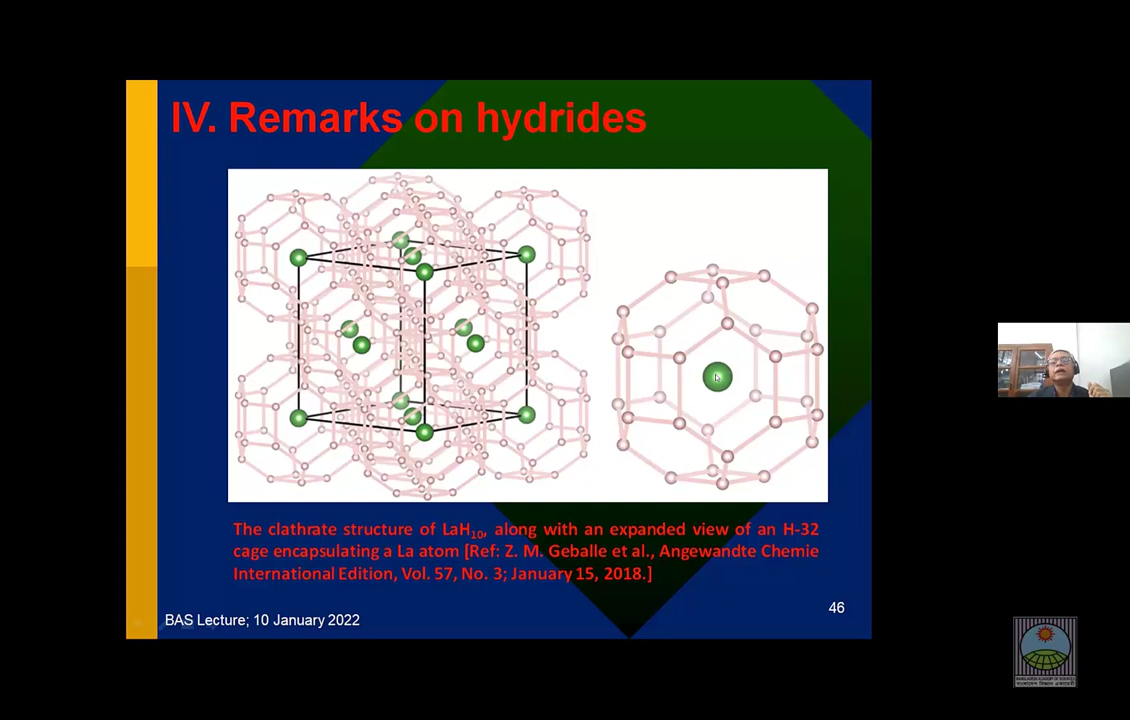 IV. Remarks on hydrides
The clathrate structure of LaH10, along with an expanded view of an H-32
cage encapsulating a La atom [Ref: Z. M. Geballe et al., Angewandte Chemie
International Edition, Vol. 57, No. 3; January 15, 2018.]
46
BAS Lecture; 10 January 2022